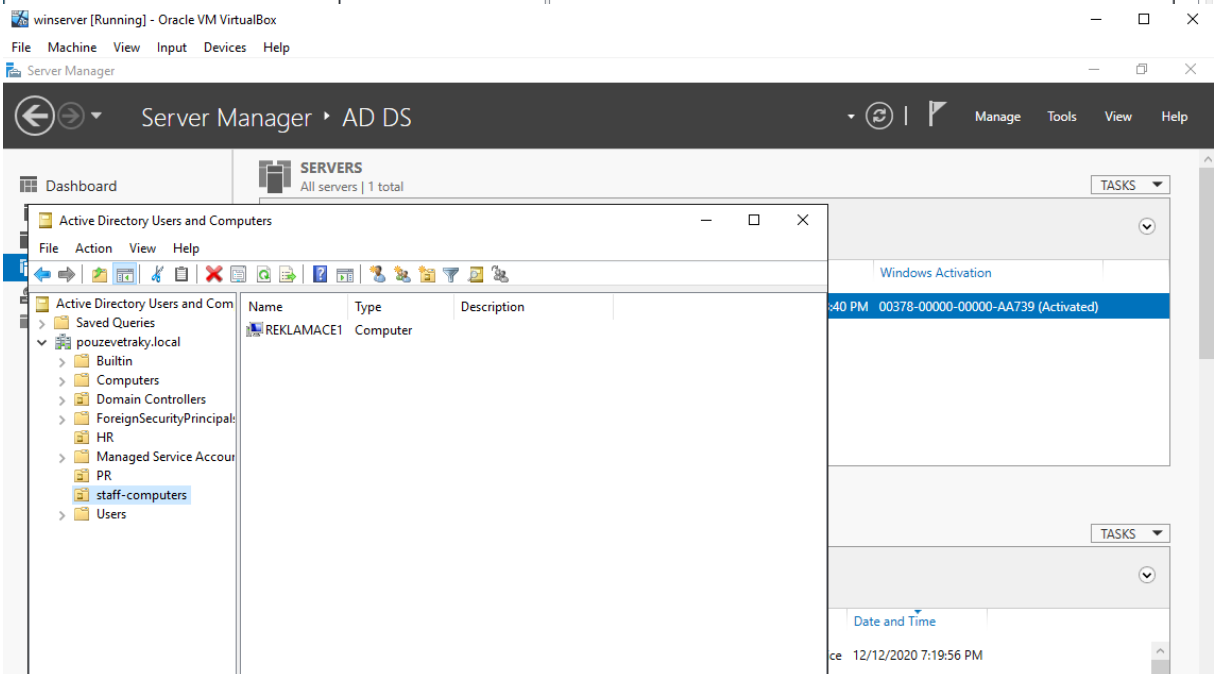 winserver [Running] - Oracle VM VirtualBox
File Machine View Input Devices Help
Server Manager
Server Manager AD DS
Manage Tools View Help
Dashboard
SERVERS
All servers | 1 total
TASKS
Active Directory Users and Computers
File Action View Help
Windows Activation
:40 PM 00378-00000-00000-AA739 (Activated)
Active Directory Users and Com
Saved Queries
pouzevetraky.local
Builtin
Computers
Domain Controllers
ForeignSecurityPrincipals
HR
Managed Service Accou
PR
staff-computers
Users
Name Type Description
REKLAMACE1 Computer
TASKS
Date and Time
ce 12/12/2020 7:19:56 PM